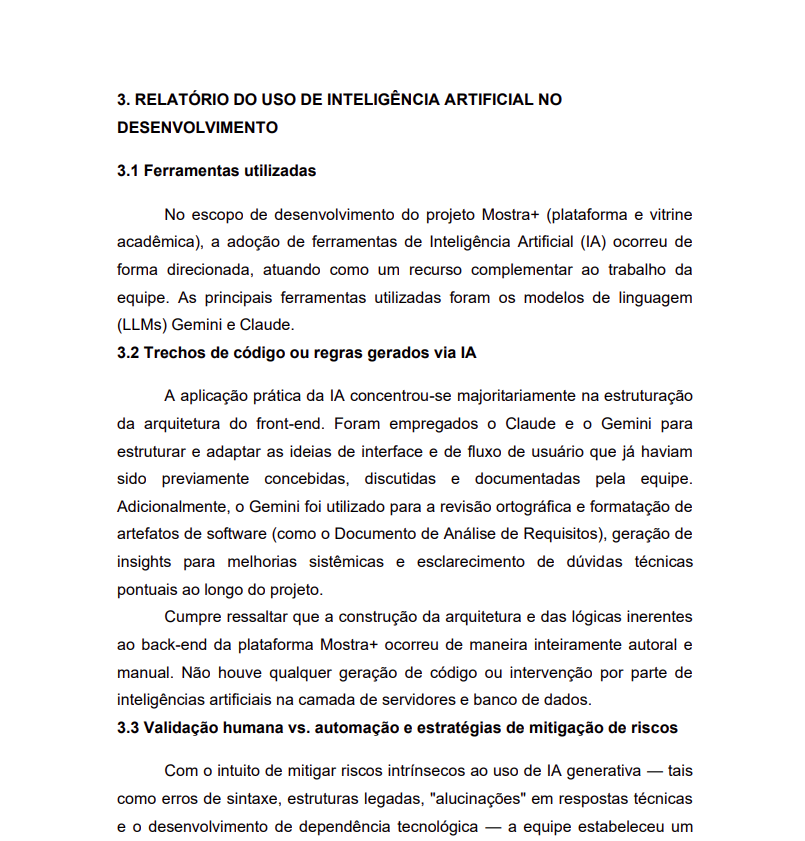 3. RELATÓRIO DO USO DE INTELIGÊNCIA ARTIFICIAL NO
DESENVOLVIMENTO
3.1 Ferramentas utilizadas
No escopo de desenvolvimento do projeto Mostra+ (plataforma e vitrine
acadêmica), a adoção de ferramentas de Inteligência Artificial (IA) ocorreu de
forma direcionada, atuando como um recurso complementar ao trabalho da
equipe. As principais ferramentas utilizadas foram os modelos de linguagem
(LLMs) Gemini e Claude.
3.2 Trechos de código ou regras gerados via IA
A aplicação prática da IA concentrou-se majoritariamente na estruturação
da arquitetura do front-end. Foram empregados o Claude e o Gemini para
estruturar e adaptar as ideias de interface e de fluxo de usuário que já haviam
sido previamente concebidas, discutidas e documentadas pela equipe.
Adicionalmente, o Gemini foi utilizado para a revisão ortográfica e formatação de
artefatos de software (como o Documento de Análise de Requisitos), geração de
insights para melhorias sistêmicas e esclarecimento de dúvidas técnicas
pontuais ao longo do projeto.
Cumpre ressaltar que a construção da arquitetura e das lógicas inerentes
ao back-end da plataforma Mostra+ ocorreu de maneira inteiramente autoral e
manual. Não houve qualquer geração de código ou intervenção por parte de
inteligências artificiais na camada de servidores e banco de dados.
3.3 Validação humana vs. automação e estratégias de mitigação de riscos
Com o intuito de mitigar riscos intrínsecos ao uso de IA generativa — tais
como erros de sintaxe, estruturas legadas, "alucinações" em respostas técnicas
e o desenvolvimento de dependência tecnológica — a equipe estabeleceu um